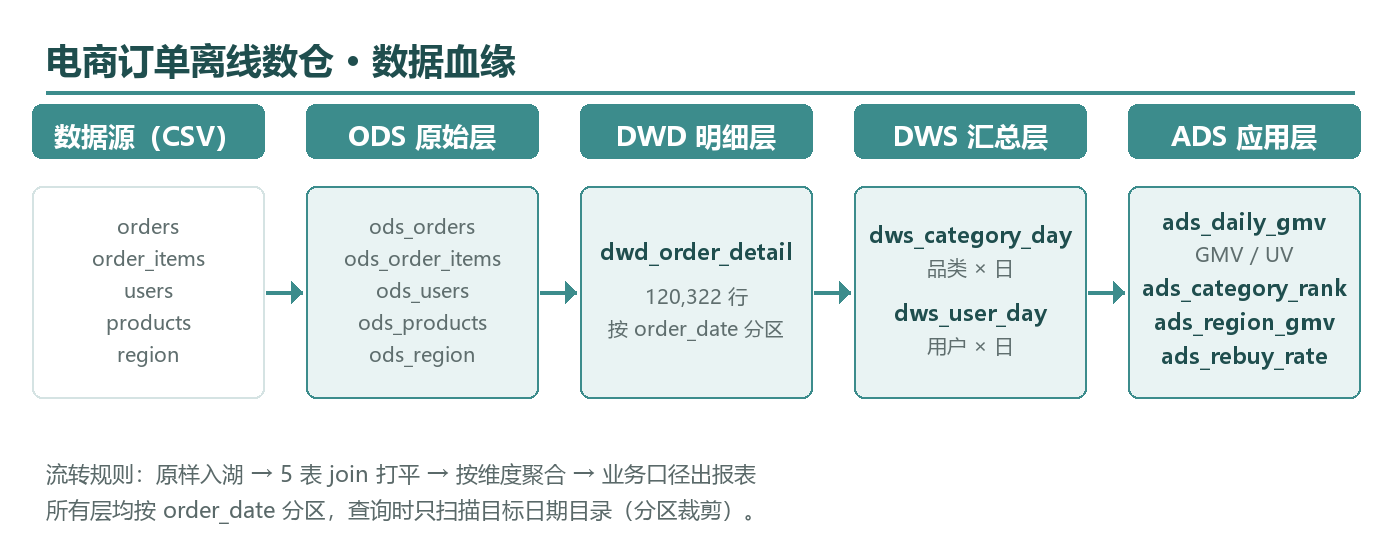 电商订单离线数仓 • 数据血缘
数据源（CSV）
orders
order_items
users
products
region
ODS 原始层
ods_orders
ods_order_items
ods_users
ods_products
ods_region
DWD 明细层
dwd_order_detail
120,322 行
按 order_date 分区
DWS 汇总层
dws_category_day
品类 × 日
dws_user_day
用户 × 日
ADS 应用层
ads_daily_gmv
GMV / UV
ads_category_rank
ads_region_gmv
ads_rebuy_rate
流转规则：原样入湖 → 5 表 join 打平 → 按维度聚合 → 业务口径出报表
所有层均按 order_date 分区，查询时只扫描目标日期目录（分区裁剪）。